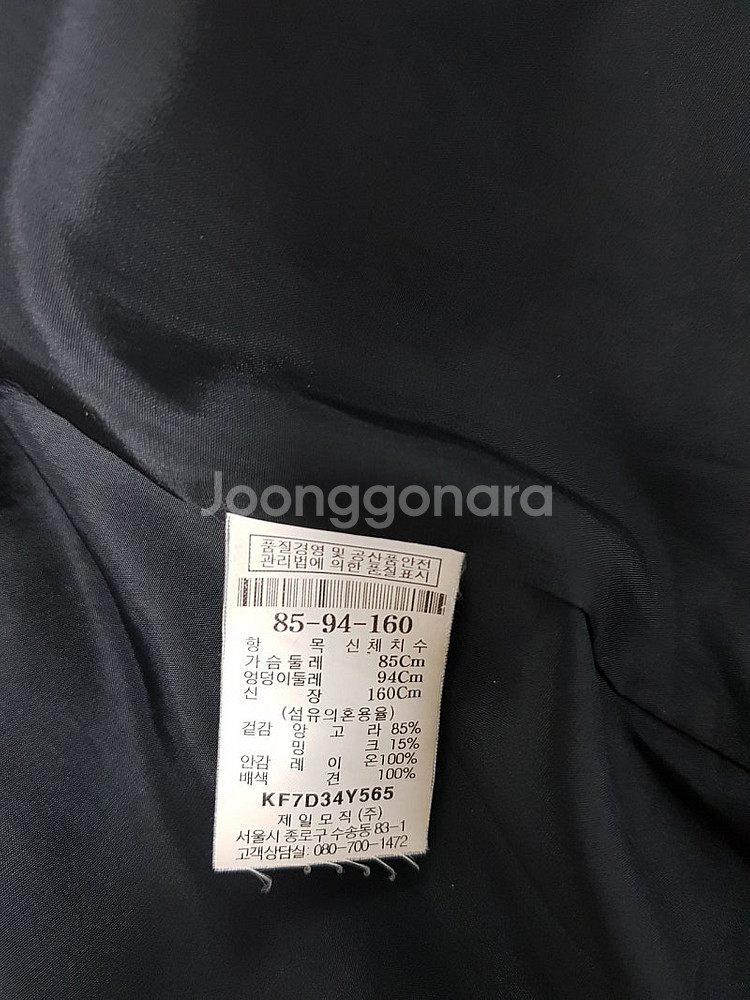 Joonggonara
품질경영 및 공산품안전
관리법에 의한 품질표시
85-94-160
항 목 신체치수
가슴둘레 85Cm
엉덩이둘레 94Cm
신 장 160Cm
(섬유의혼용율)
겉감 앙 고 라 85%
밍 크 15%
안감 레 이 온100%
배색 견 100%
KF7D34Y565
제일모직(주)
서울시 종로구 수송동 83-1
고객상담실: 080-700-1472